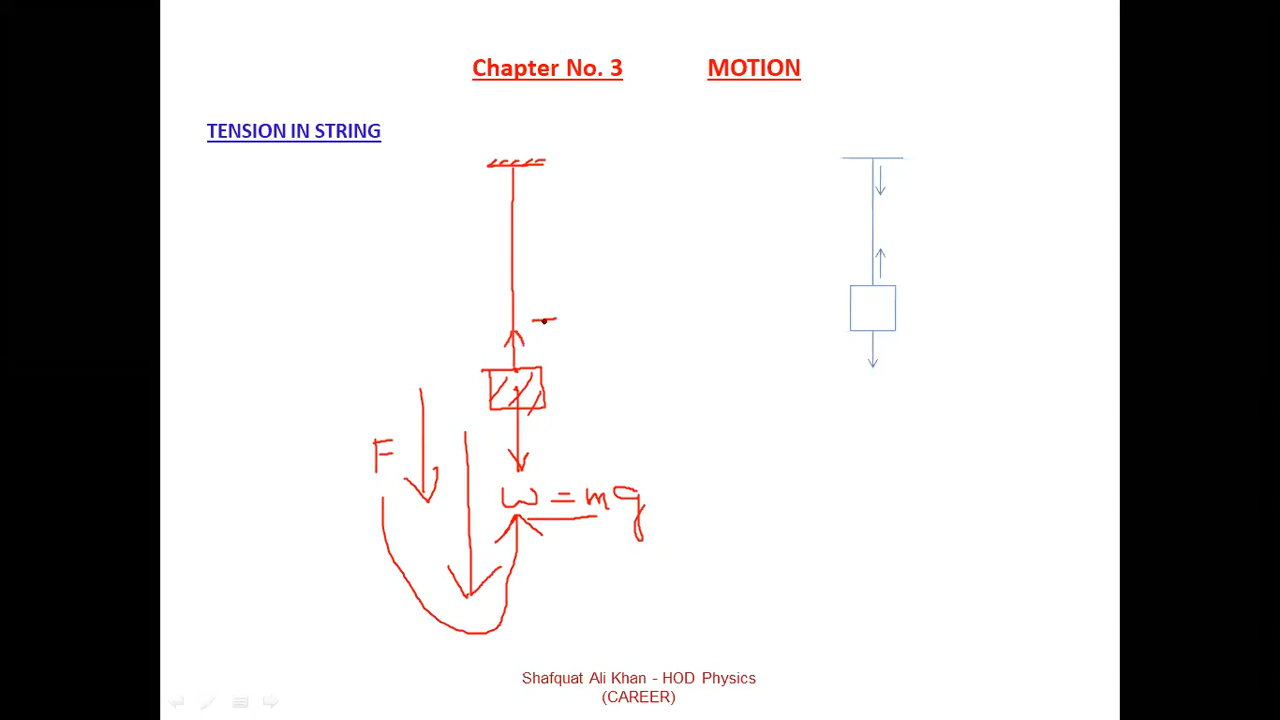 Chapter No. 3 MOTION
TENSION IN STRING
F
W = mg
Shafquat Ali Khan - HOD Physics
(CAREER)